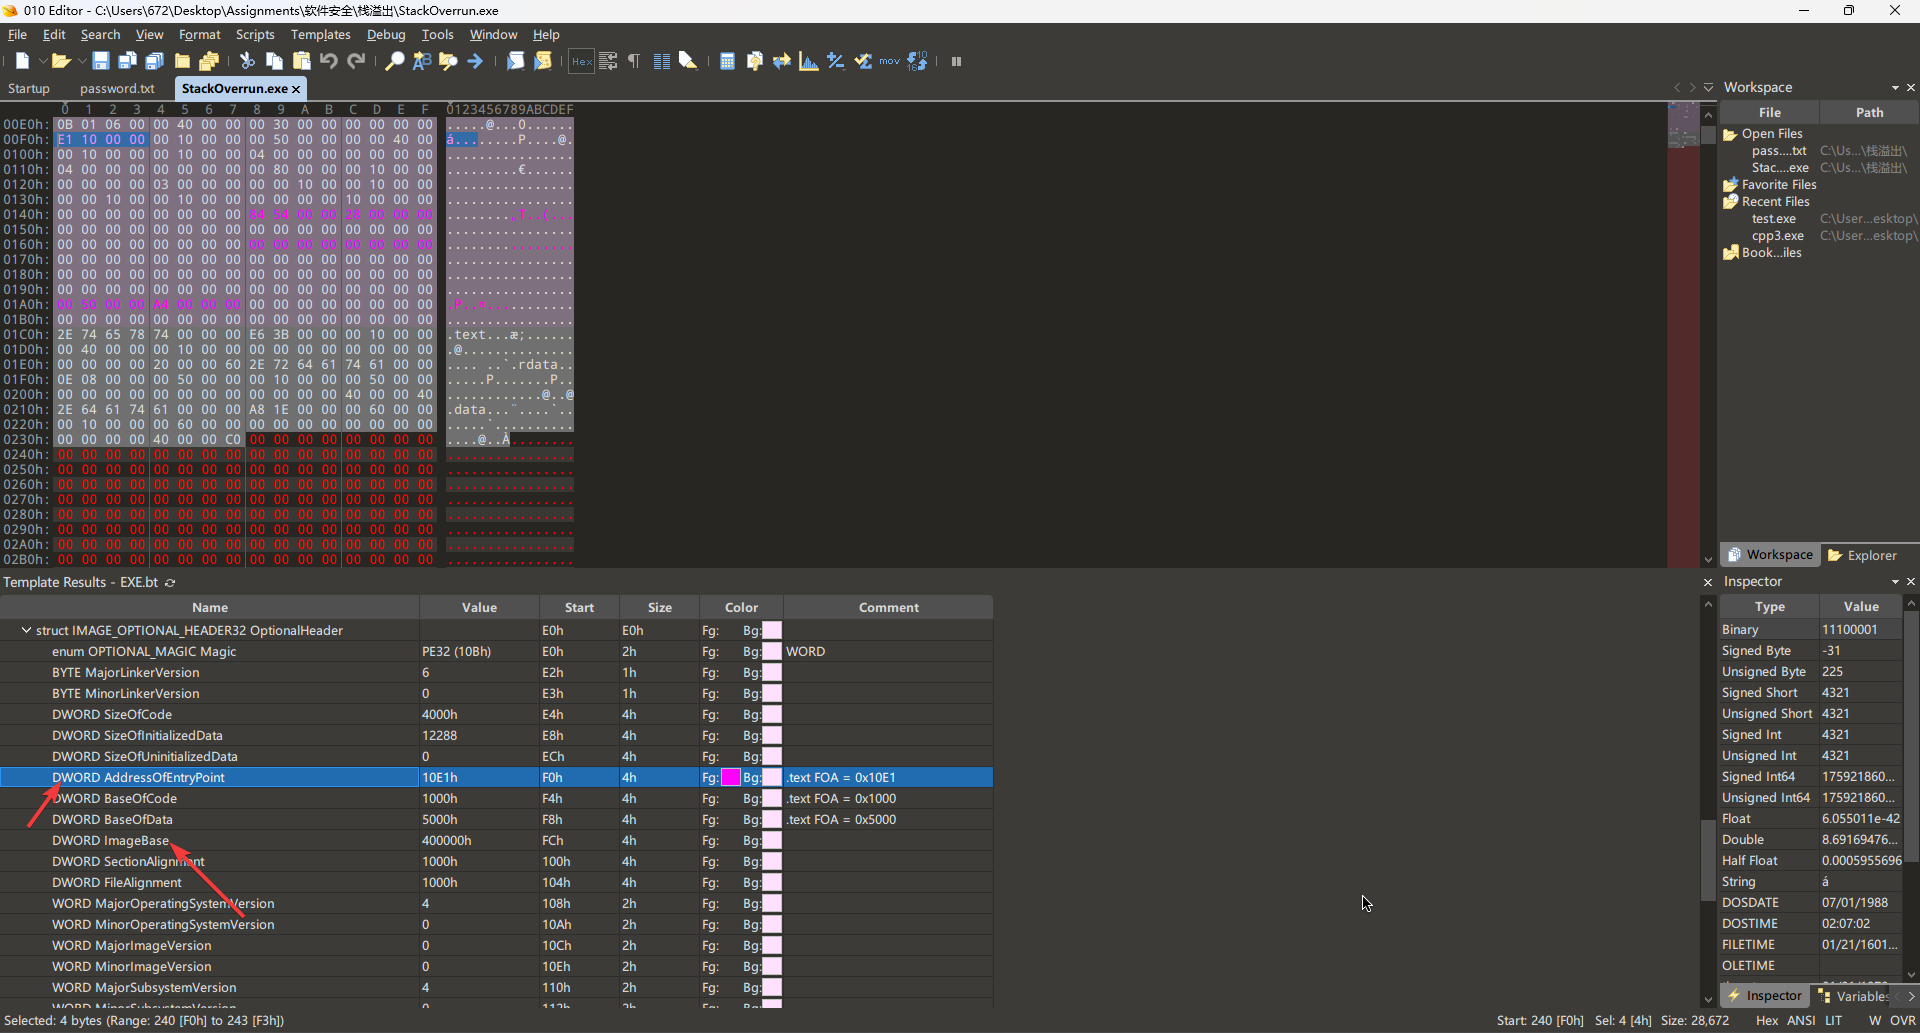 010 Editor - C:\Users\672\Desktop\Assignments\软件安全\栈溢出\StackOverrun.exe
File Edit Search View Format Scripts Templates Debug Tools Window Help
Startup password.txt StackOverrun.exe
0 1 2 3 4 5 6 7 8 9 A B C D E F 0123456789ABCDEF
00E0h: 0B 01 06 00 00 40 00 00 00 30 00 00 00 00 00 00 .....@...0......
00F0h: E1 10 00 00 00 10 00 00 00 50 00 00 00 00 40 00 á........P....@.
0100h: 00 10 00 00 00 10 00 00 04 00 00 00 00 00 00 00 ................
0110h: 04 00 00 00 00 00 00 00 00 80 00 00 00 10 00 00 .........€......
0120h: 00 00 00 00 03 00 00 00 00 00 10 00 00 10 00 00 ................
0130h: 00 00 10 00 00 10 00 00 00 00 00 00 10 00 00 00 ................
0140h: 00 00 00 00 00 00 00 00 84 54 00 00 28 00 00 00 .........T..(...
0150h: 00 00 00 00 00 00 00 00 00 00 00 00 00 00 00 00 ................
0160h: 00 00 00 00 00 00 00 00 00 00 00 00 00 00 00 00 ................
0170h: 00 00 00 00 00 00 00 00 00 00 00 00 00 00 00 00 ................
0180h: 00 00 00 00 00 00 00 00 00 00 00 00 00 00 00 00 ................
0190h: 00 00 00 00 00 00 00 00 00 00 00 00 00 00 00 00 ................
01A0h: 00 50 00 00 A4 00 00 00 00 00 00 00 00 00 00 00 .P..¤...........
01B0h: 00 00 00 00 00 00 00 00 00 00 00 00 00 00 00 00 ................
01C0h: 2E 74 65 78 74 00 00 00 E6 3B 00 00 00 10 00 00 .text...æ;......
01D0h: 00 40 00 00 00 10 00 00 00 00 00 00 00 00 00 00 .@..............
01E0h: 00 00 00 00 20 00 00 60 2E 72 64 61 74 61 00 00 .... ..`.rdata..
01F0h: 0E 08 00 00 00 50 00 00 00 10 00 00 00 50 00 00 .....P.......P..
0200h: 00 00 00 00 00 00 00 00 00 00 00 00 40 00 00 40 ............@..@
0210h: 2E 64 61 74 61 00 00 00 A8 1E 00 00 00 60 00 00 .data...¨....`..
0220h: 00 10 00 00 00 60 00 00 00 00 00 00 00 00 00 00 .....`..........
0230h: 00 00 00 00 40 00 00 C0 00 00 00 00 00 00 00 00 ....@..À........
0240h: 00 00 00 00 00 00 00 00 00 00 00 00 00 00 00 00 ................
0250h: 00 00 00 00 00 00 00 00 00 00 00 00 00 00 00 00 ................
0260h: 00 00 00 00 00 00 00 00 00 00 00 00 00 00 00 00 ................
0270h: 00 00 00 00 00 00 00 00 00 00 00 00 00 00 00 00 ................
0280h: 00 00 00 00 00 00 00 00 00 00 00 00 00 00 00 00 ................
0290h: 00 00 00 00 00 00 00 00 00 00 00 00 00 00 00 00 ................
02A0h: 00 00 00 00 00 00 00 00 00 00 00 00 00 00 00 00 ................
02B0h: 00 00 00 00 00 00 00 00 00 00 00 00 00 00 00 00 ................
Workspace
File Path
Open Files
pass....txt C:\Us...\栈溢出\
Stac....exe C:\Us...\栈溢出\
Favorite Files
Recent Files
test.exe C:\User...esktop\
cpp3.exe C:\User...esktop\
Book...iles
Workspace Explorer
Template Results - EXE.bt
Name Value Start Size Color Comment
struct IMAGE_OPTIONAL_HEADER32 OptionalHeader E0h E0h Fg: Bg:
enum OPTIONAL_MAGIC Magic PE32 (10Bh) E0h 2h Fg: Bg: WORD
BYTE MajorLinkerVersion 6 E2h 1h Fg: Bg:
BYTE MinorLinkerVersion 0 E3h 1h Fg: Bg:
DWORD SizeOfCode 4000h E4h 4h Fg: Bg:
DWORD SizeOfInitializedData 12288 E8h 4h Fg: Bg:
DWORD SizeOfUninitializedData 0 ECh 4h Fg: Bg:
DWORD AddressOfEntryPoint 10E1h F0h 4h Fg: Bg: .text FOA = 0x10E1
DWORD BaseOfCode 1000h F4h 4h Fg: Bg: .text FOA = 0x1000
DWORD BaseOfData 5000h F8h 4h Fg: Bg: .text FOA = 0x5000
DWORD ImageBase 400000h FCh 4h Fg: Bg:
DWORD SectionAlignment 1000h 100h 4h Fg: Bg:
DWORD FileAlignment 1000h 104h 4h Fg: Bg:
WORD MajorOperatingSystemVersion 4 108h 2h Fg: Bg:
WORD MinorOperatingSystemVersion 0 10Ah 2h Fg: Bg:
WORD MajorImageVersion 0 10Ch 2h Fg: Bg:
WORD MinorImageVersion 0 10Eh 2h Fg: Bg:
WORD MajorSubsystemVersion 4 110h 2h Fg: Bg:
WORD MinorSubsystemVersion 0 112h 2h Fg: Bg:
Inspector
Type Value
Binary 11100001
Signed Byte -31
Unsigned Byte 225
Signed Short 4321
Unsigned Short 4321
Signed Int 4321
Unsigned Int 4321
Signed Int64 175921860...
Unsigned Int64 175921860...
Float 6.055011e-42
Double 8.69169476...
Half Float 0.0005955696
String á
DOSDATE 07/01/1988
DOSTIME 02:07:02
FILETIME 01/21/1601...
OLETIME
Inspector Variables
Selected: 4 bytes (Range: 240 [F0h] to 243 [F3h]) Start: 240 [F0h] Sel: 4 [4h] Size: 28,672 Hex ANSI LIT W OVR